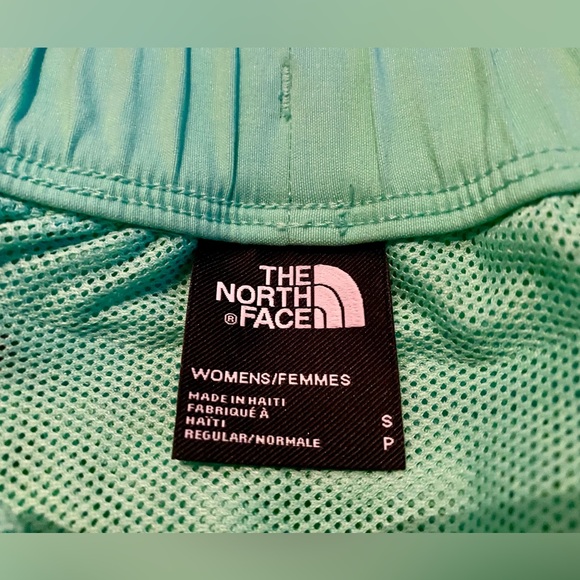 THE
NORTH
® FACE
WOMENS/FEMMES
MADE IN HAITI
FABRIQUÉ À
HAÏTI
REGULAR/NORMALE
S
P